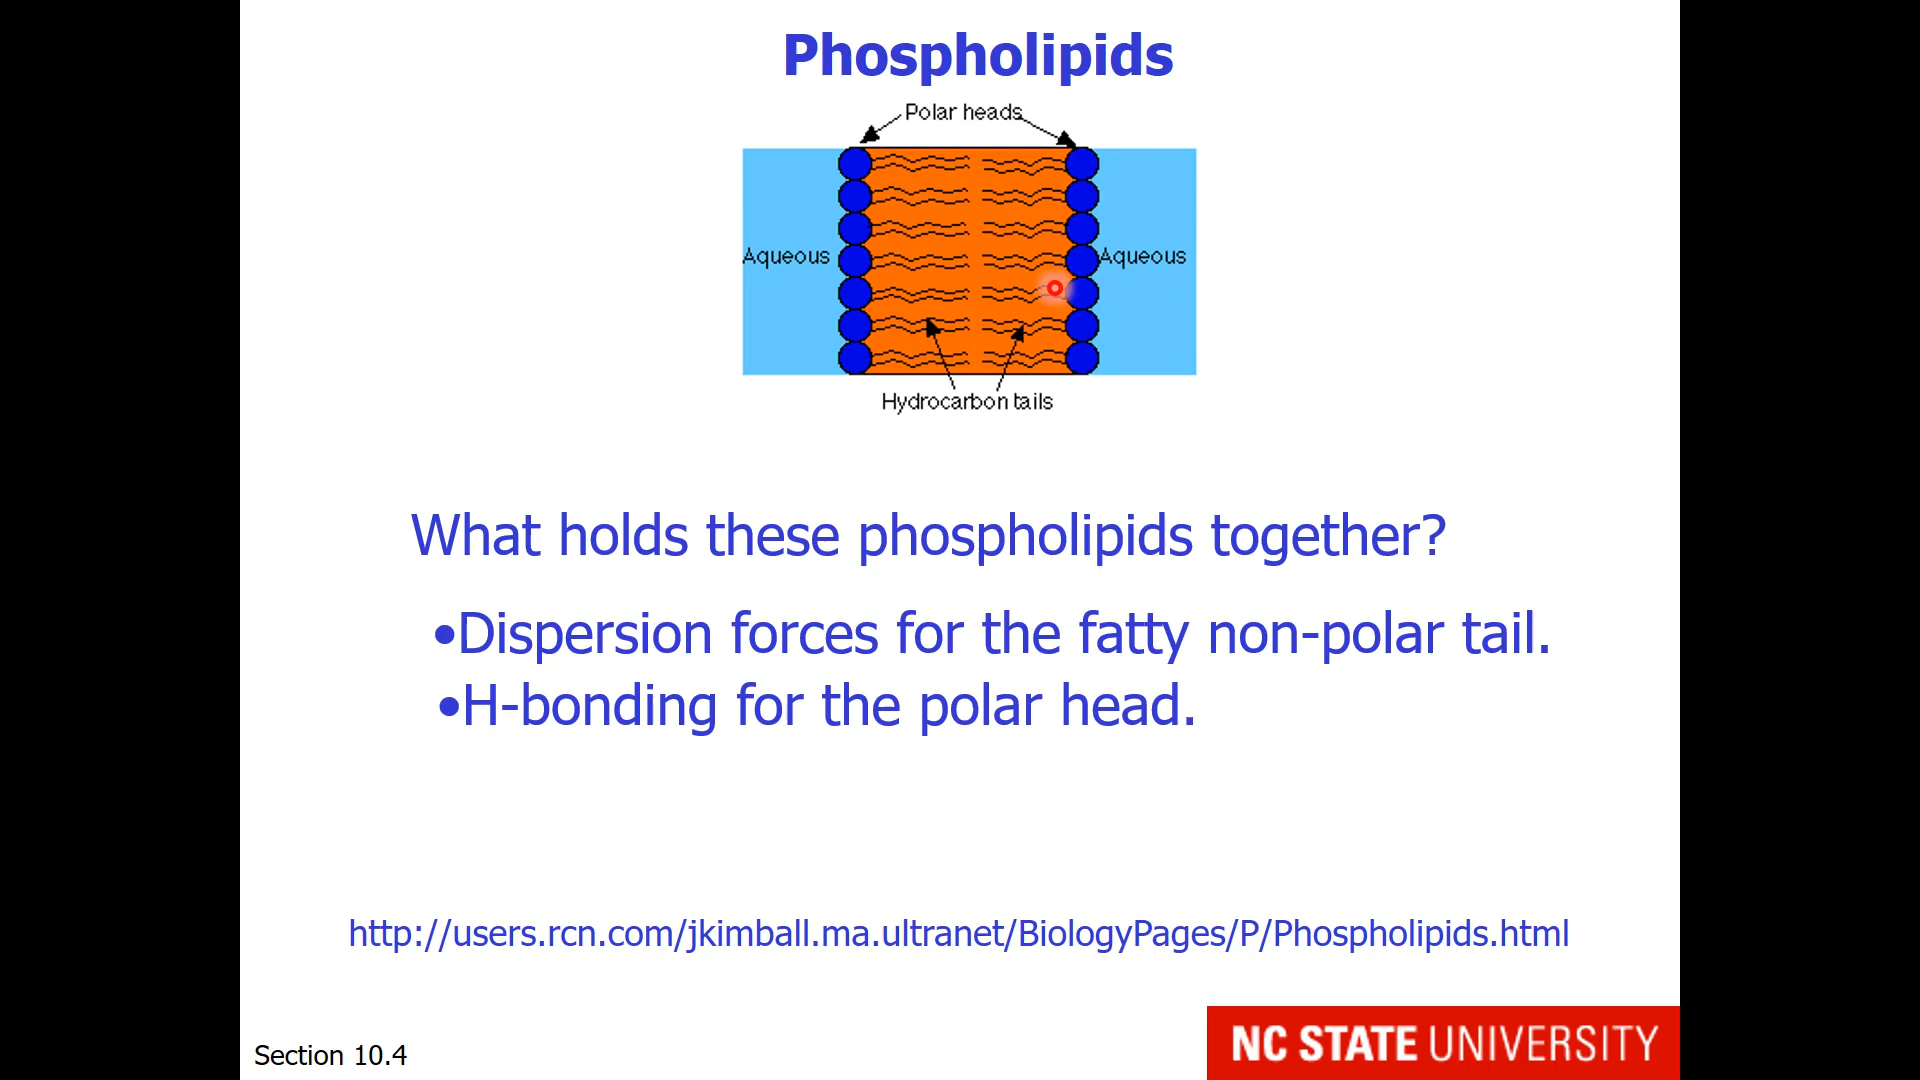 Phospholipids
Polar heads
Aqueous
Aqueous
Hydrocarbon tails
What holds these phospholipids together?
•Dispersion forces for the fatty non-polar tail.
•H-bonding for the polar head.
http://users.rcn.com/jkimball.ma.ultranet/BiologyPages/P/Phospholipids.html
Section 10.4
NC STATE UNIVERSITY